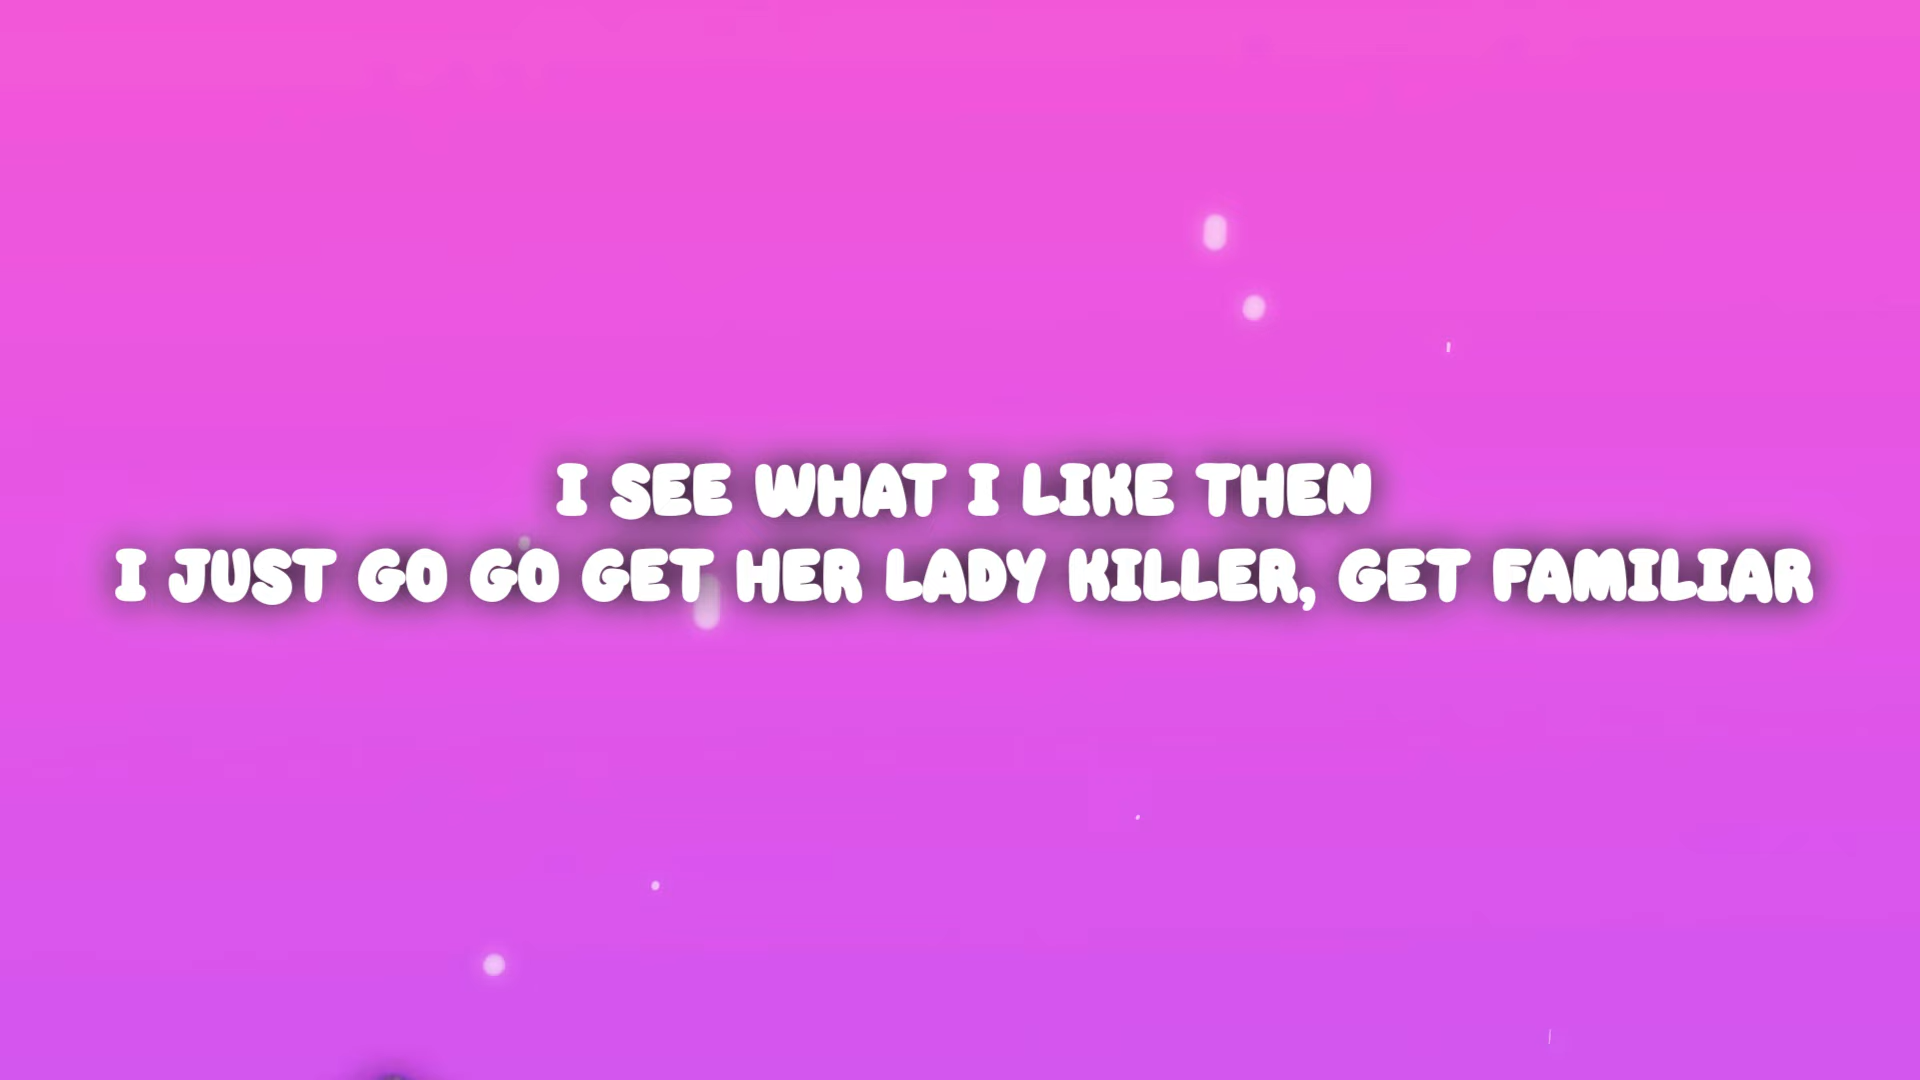 I SEE WHAT I LIKE THEN
I JUST GO GO GET HER LADY KILLER, GET FAMILIAR